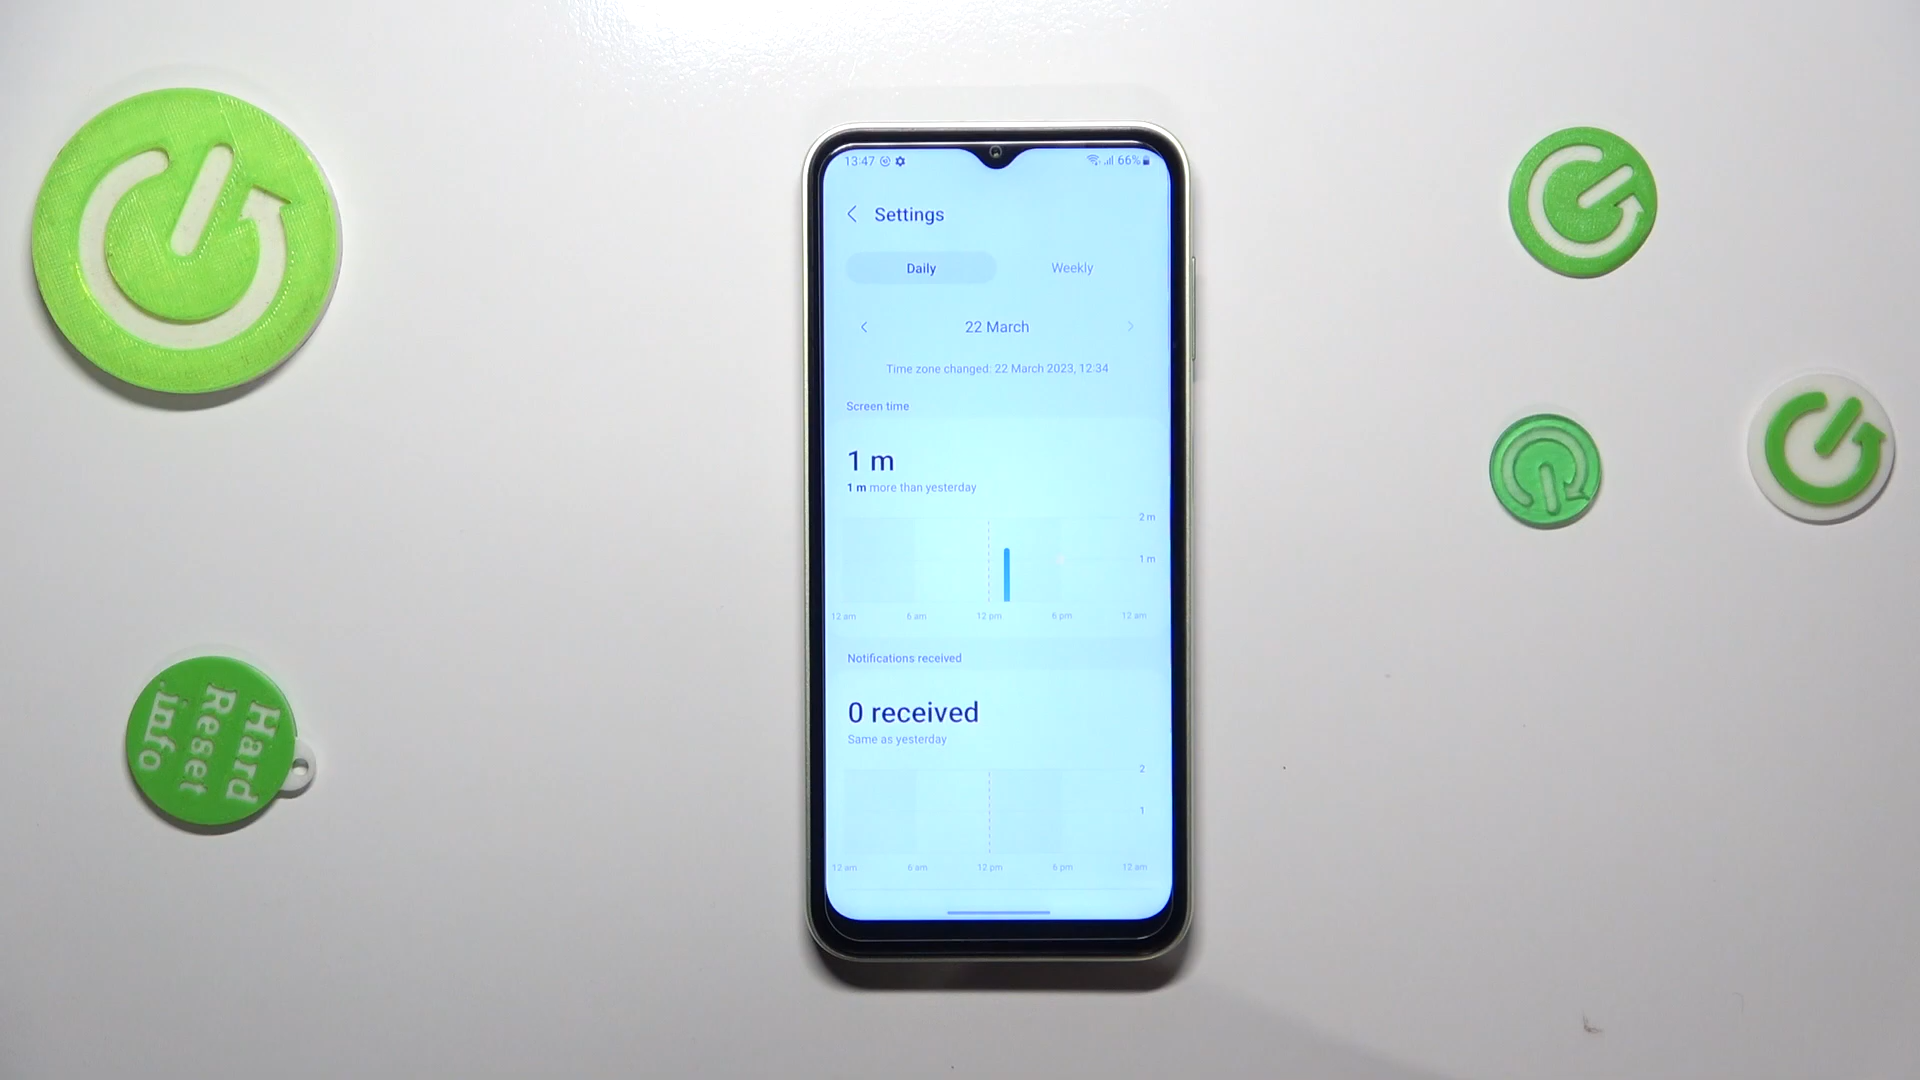 13:47
66%
Settings
Daily Weekly
22 March
Time zone changed: 22 March 2023, 12:34
Screen time
1 m
1 m more than yesterday
2 m
1 m
12 am 6 am 12 pm 6 pm 12 am
Notifications received
0 received
Same as yesterday
2
1
12 am 6 am 12 pm 6 pm 12 am
Hard
Reset
.info